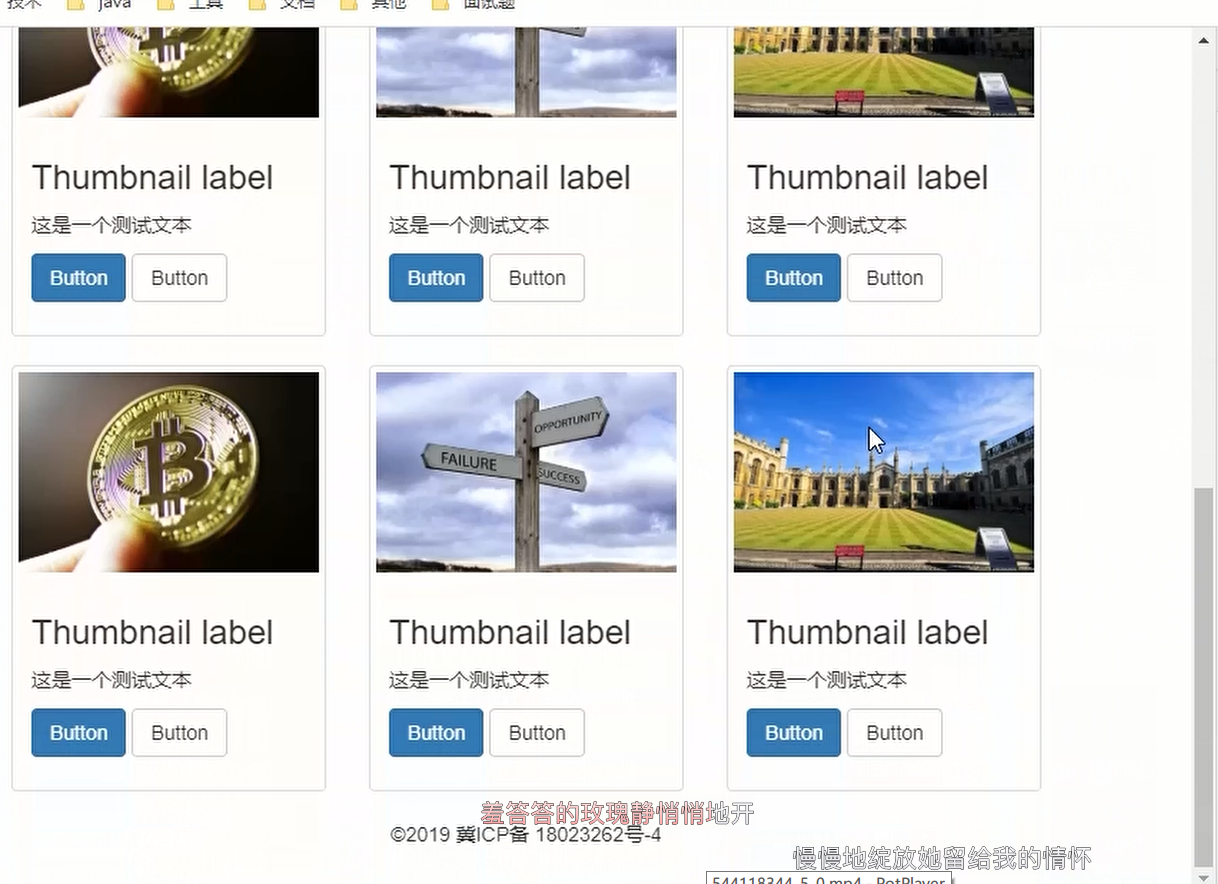 技术 java 工具 文档 其他 面试题
Thumbnail label Thumbnail label Thumbnail label
这是一个测试文本 这是一个测试文本 这是一个测试文本
Button Button Button Button Button Button
OPPORTUNITY
FAILURE
SUCCESS
Thumbnail label Thumbnail label Thumbnail label
这是一个测试文本 这是一个测试文本 这是一个测试文本
Button Button Button Button Button Button
羞答答的玫瑰静悄悄地开
©2019 冀ICP备 18023262号-4
慢慢地绽放她留给我的情怀
544118344_5_0.mp4 - PotPlayer